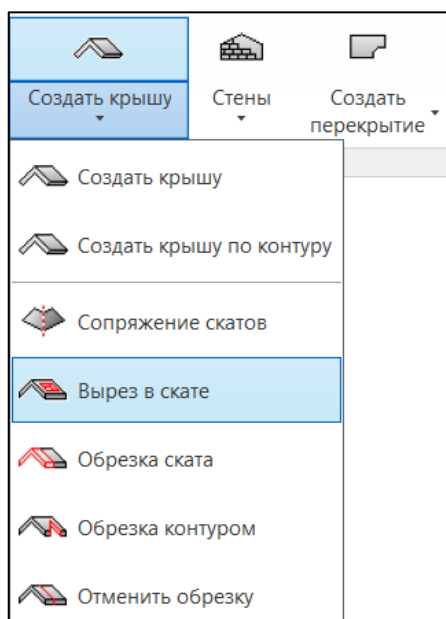 Создать крышу
Стены
Создать
перекрытие
Создать крышу
Создать крышу по контуру
Сопряжение скатов
Вырез в скате
Обрезка ската
Обрезка контуром
Отменить обрезку